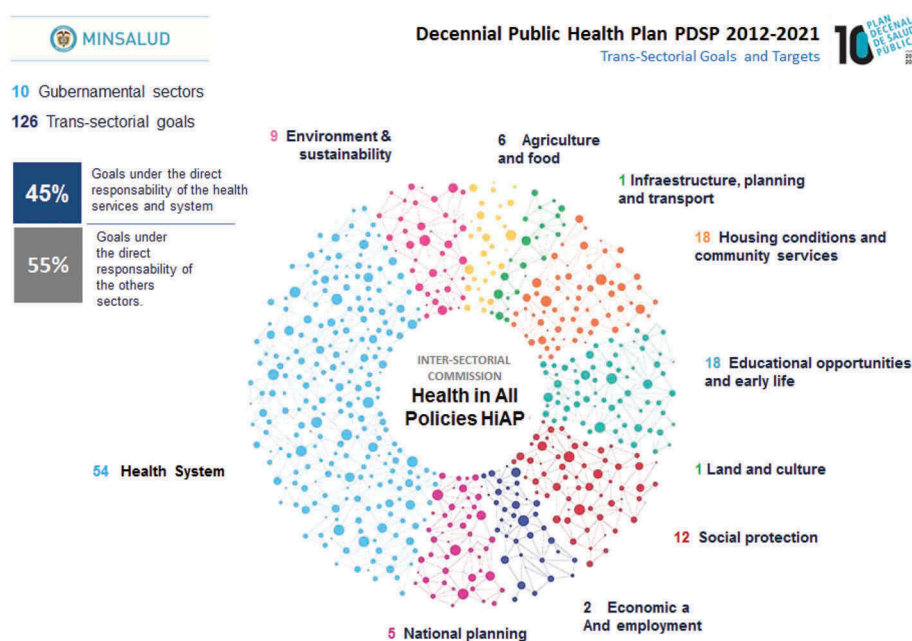 MINSALUD
Decennial Public Health Plan PDSP 2012-2021
Trans-Sectorial Goals and Targets
10
PLAN
DECENAL
DE SALUD
PÚBLICA
10 Gubernamental sectors
126 Trans-sectorial goals
45%
Goals under the direct
responsability of the health
services and system
55%
Goals under
the direct
responsability of
the others
sectors.
9 Environment &
sustainability
6 Agriculture
and food
1 Infraestructure, planning
and transport
18 Housing conditions and
community services
18 Educational opportunities
and early life
1 Land and culture
12 Social protection
2 Economic a
And employment
5 National planning
54 Health System
INTER-SECTORIAL
COMMISSION
Health in All
Policies HiAP